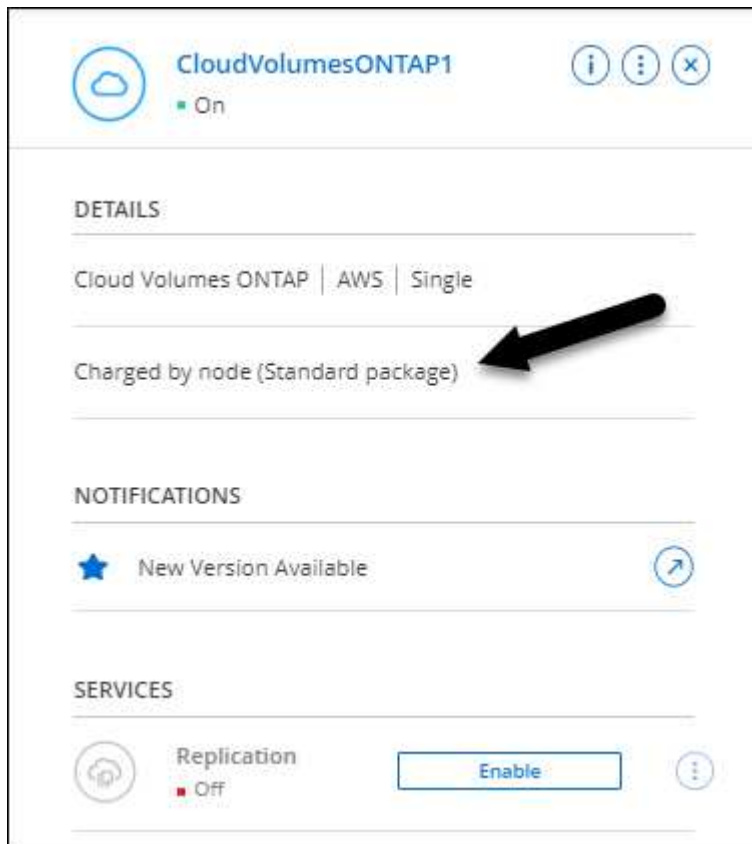 CloudVolumesONTAP1
On
DETAILS
Cloud Volumes ONTAP | AWS | Single
Charged by node (Standard package)
NOTIFICATIONS
New Version Available
SERVICES
Replication
Enable
Off